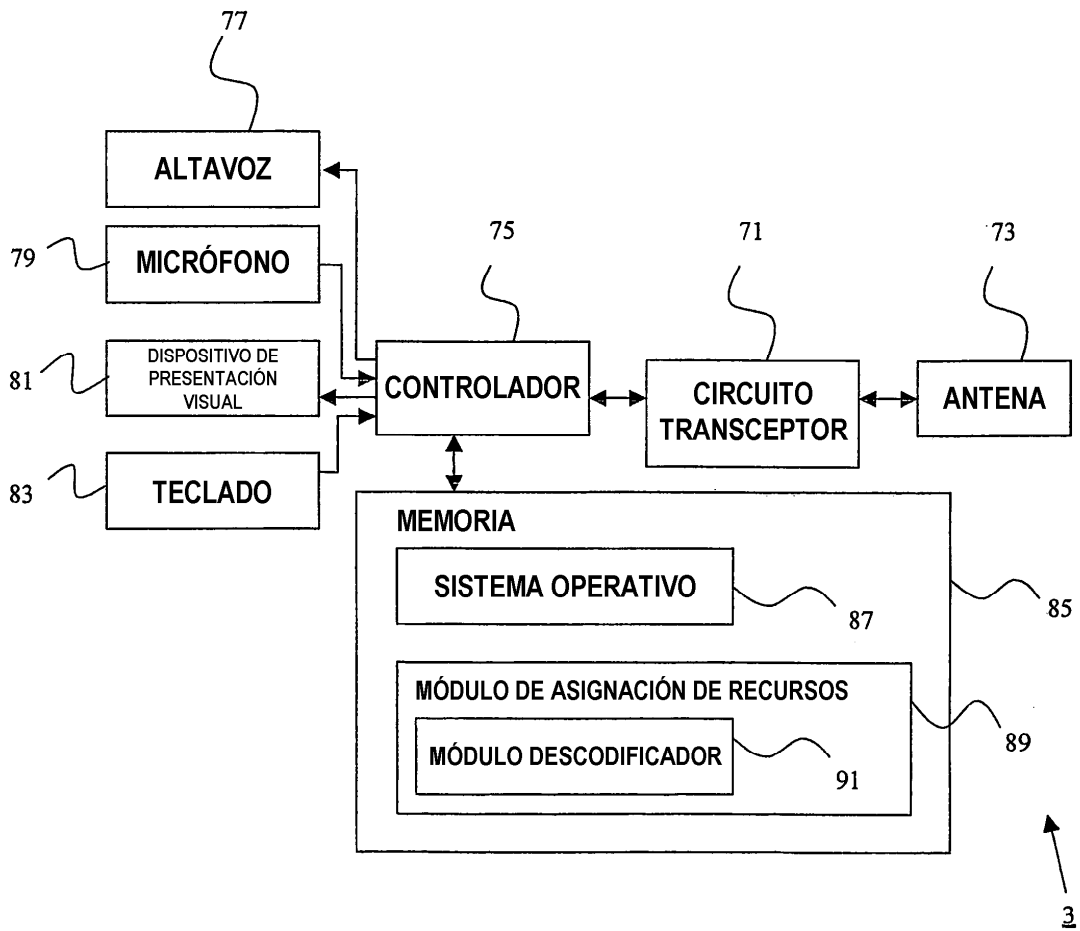 77
ALTAVOZ
79
MICRÓFONO
75
71
73
81
DISPOSITIVO DE
PRESENTACIÓN
VISUAL
CONTROLADOR
CIRCUITO
TRANSCEPTOR
ANTENA
83
TECLADO
MEMORIA
SISTEMA OPERATIVO
87
85
MÓDULO DE ASIGNACIÓN DE RECURSOS
89
MÓDULO DESCODIFICADOR
91
3